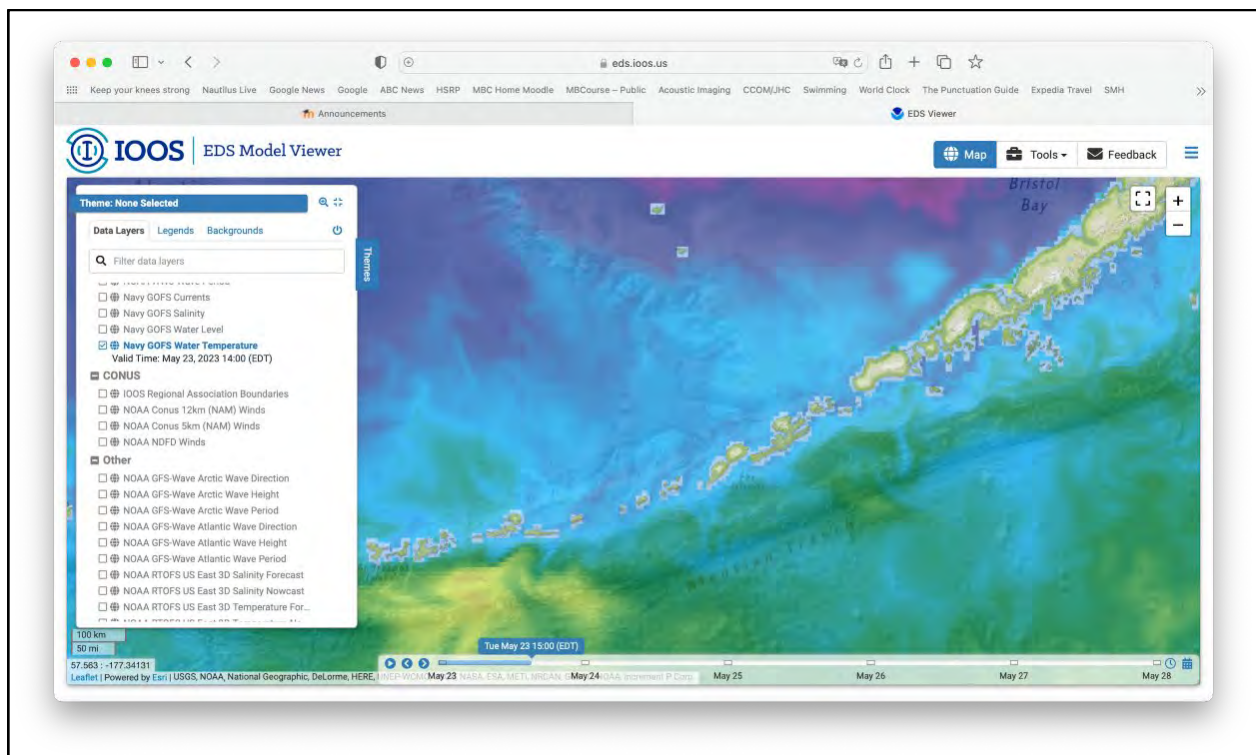 eds.ioos.us
Keep your knees strong Nautilus Live Google News Google ABC News HSRP MBC Home Moodle MBCourse – Public Acoustic Imaging CCOM/JHC Swimming World Clock The Punctuation Guide Expedia Travel SMH
Announcements
EDS Viewer
IOOS EDS Model Viewer
Map Tools Feedback
Theme: None Selected
Data Layers Legends Backgrounds
Filter data layers
Themes
Navy GOFS Currents
Navy GOFS Salinity
Navy GOFS Water Level
Navy GOFS Water Temperature
Valid Time: May 23, 2023 14:00 (EDT)
CONUS
IOOS Regional Association Boundaries
NOAA Conus 12km (NAM) Winds
NOAA Conus 5km (NAM) Winds
NOAA NDFD Winds
Other
NOAA GFS-Wave Arctic Wave Direction
NOAA GFS-Wave Arctic Wave Height
NOAA GFS-Wave Arctic Wave Period
NOAA GFS-Wave Atlantic Wave Direction
NOAA GFS-Wave Atlantic Wave Height
NOAA GFS-Wave Atlantic Wave Period
NOAA RTOFS US East 3D Salinity Forecast
NOAA RTOFS US East 3D Salinity Nowcast
NOAA RTOFS US East 3D Temperature For...
Bristol
Bay
+
−
Aleutian Trench
100 km
50 mi
Tue May 23 15:00 (EDT)
57.563 : -177.34131
Leaflet | Powered by Esri | USGS, NOAA, National Geographic, DeLorme, HERE,
May 23 May 24 May 25 May 26 May 27 May 28